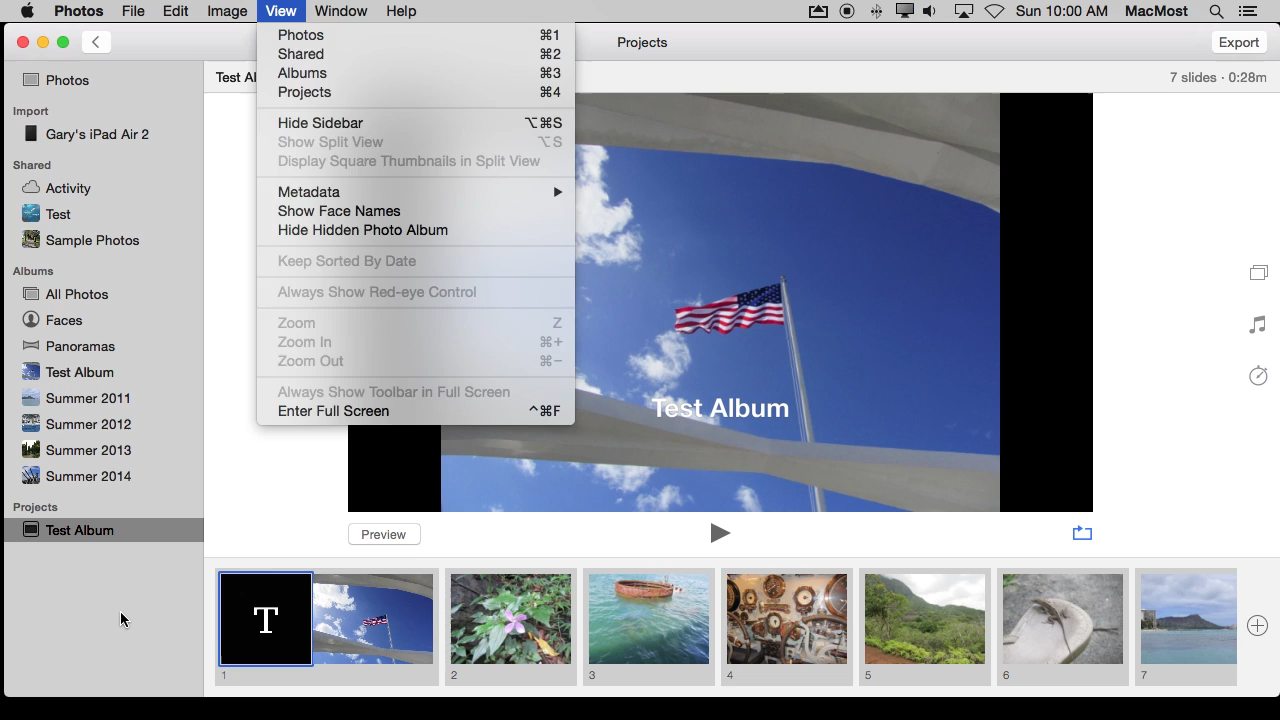 Photos File Edit Image View Window Help Sun 10:00 AM MacMost
Projects
Export
Photos
Import
Gary's iPad Air 2
Shared
Activity
Test
Sample Photos
Albums
All Photos
Faces
Panoramas
Test Album
Summer 2011
Summer 2012
Summer 2013
Summer 2014
Projects
Test Album
Photos ⌘1
Shared ⌘2
Albums ⌘3
Projects ⌘4
Hide Sidebar ⌥⌘S
Show Split View ⌥S
Display Square Thumbnails in Split View
Metadata ▶
Show Face Names
Hide Hidden Photo Album
Keep Sorted By Date
Always Show Red-eye Control
Zoom Z
Zoom In ⌘+
Zoom Out ⌘−
Always Show Toolbar in Full Screen
Enter Full Screen ^⌘F
Test Al
7 slides · 0:28m
Test Album
Preview
T
1 2 3 4 5 6 7